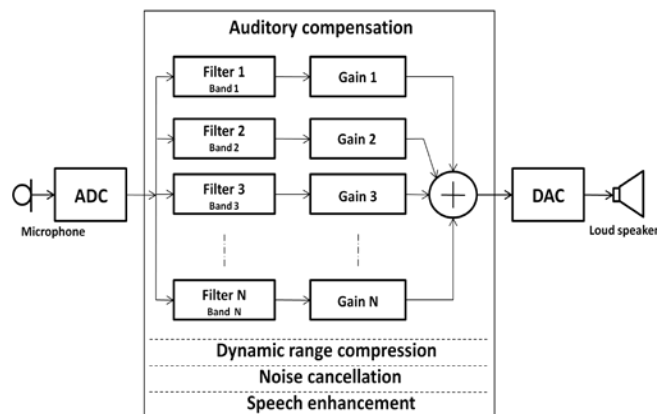 Auditory compensation
Filter 1
Band 1
Gain 1
Filter 2
Band 2
Gain 2
ADC
Microphone
Filter 3
Band 3
Gain 3
DAC
Loud speaker
Filter N
Band N
Gain N
Dynamic range compression
Noise cancellation
Speech enhancement